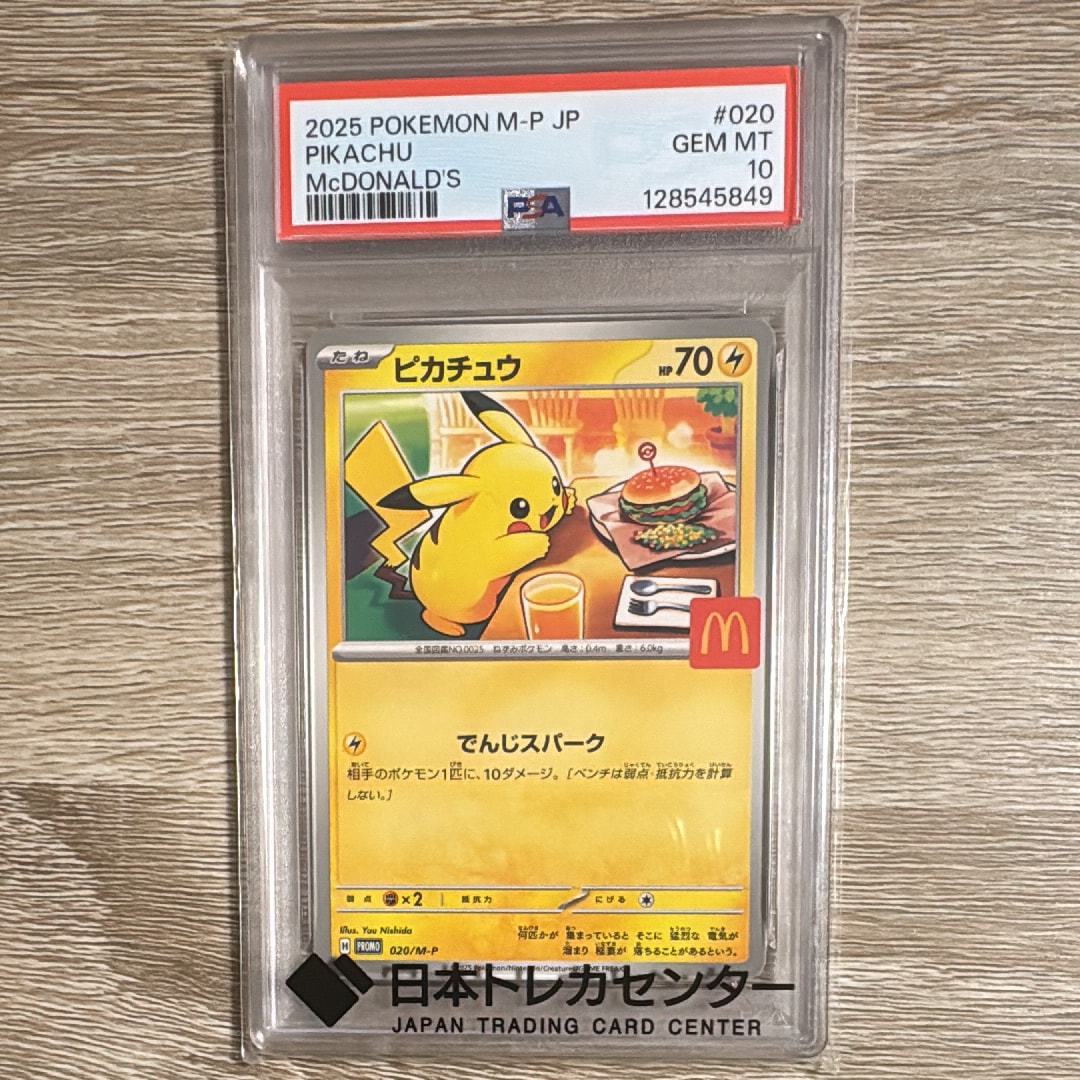 2025 POKEMON M-P JP #020
PIKACHU GEM MT
McDONALD'S 10
PSA 128545849
たね ピカチュウ HP70
全国図鑑NO.0025 ねずみポケモン 高さ:0.4m 重さ:6.0kg
でんじスパーク
相手のポケモン1匹に、10ダメージ。[ベンチは弱点・抵抗力を計算
しない。]
弱点 ×2 抵抗力 にげる
Illus. You Nishida
何匹かが 集まっていると そこに 猛烈な 電気が
溜まり 稲妻が 落ちることがあるという。
H PROMO 020/M-P
日本トレカセンター
JAPAN TRADING CARD CENTER